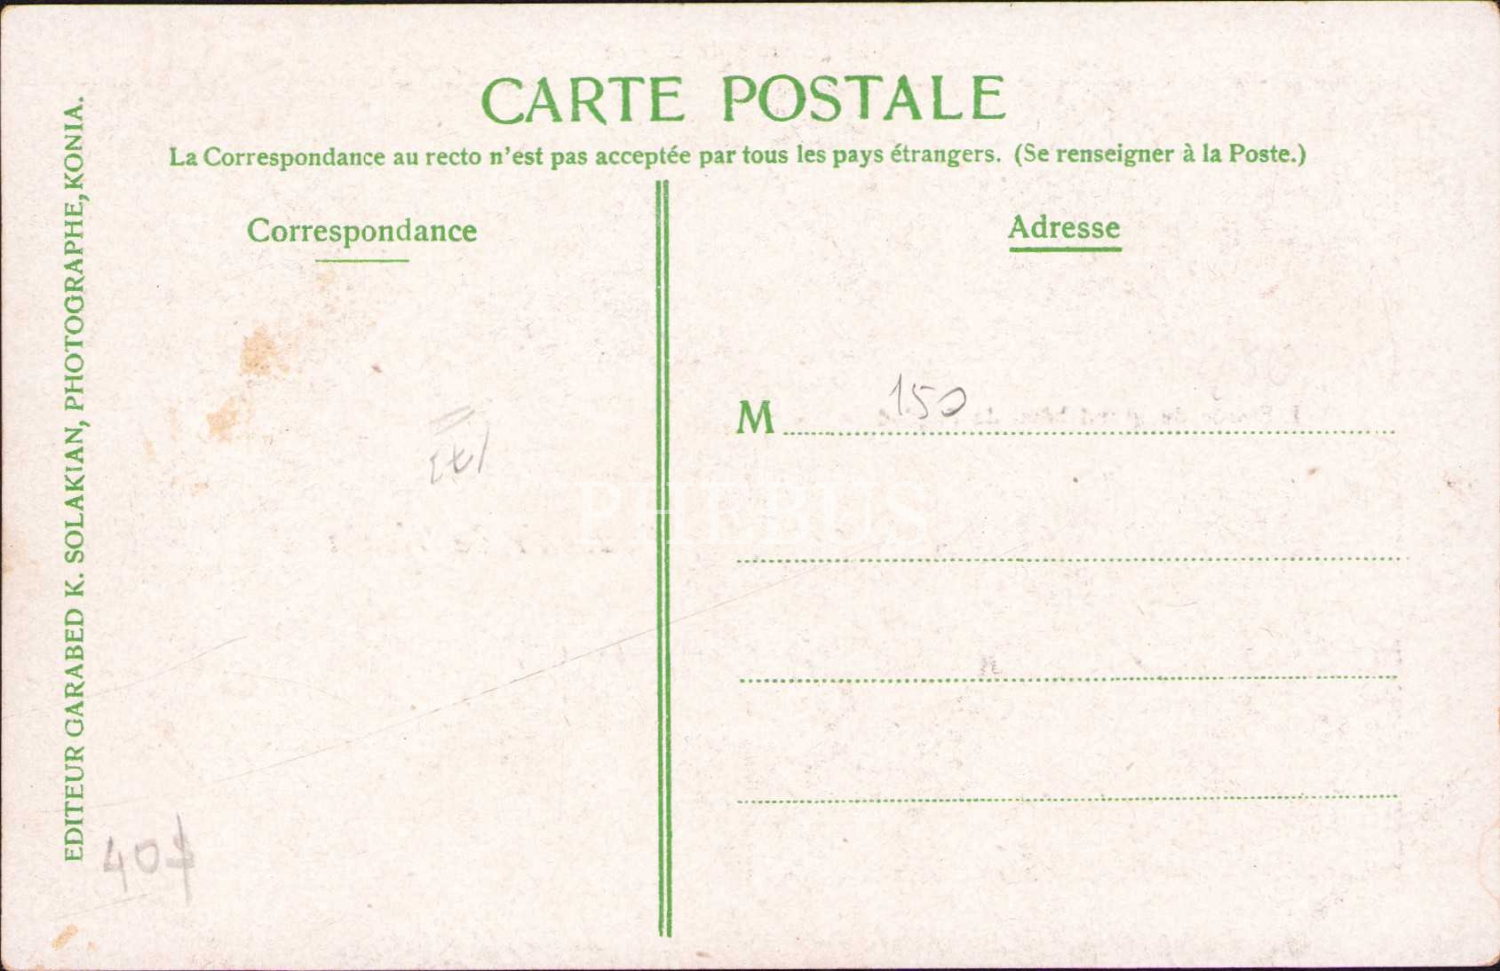 CARTE POSTALE
La Correspondance au recto n'est pas acceptée par tous les pays étrangers. (Se renseigner à la Poste.)
EDITEUR GARABED K. SOLAKIAN, PHOTOGRAPHE, KONIA.
Correspondance
Adresse
M
150
PHEBUS
40$